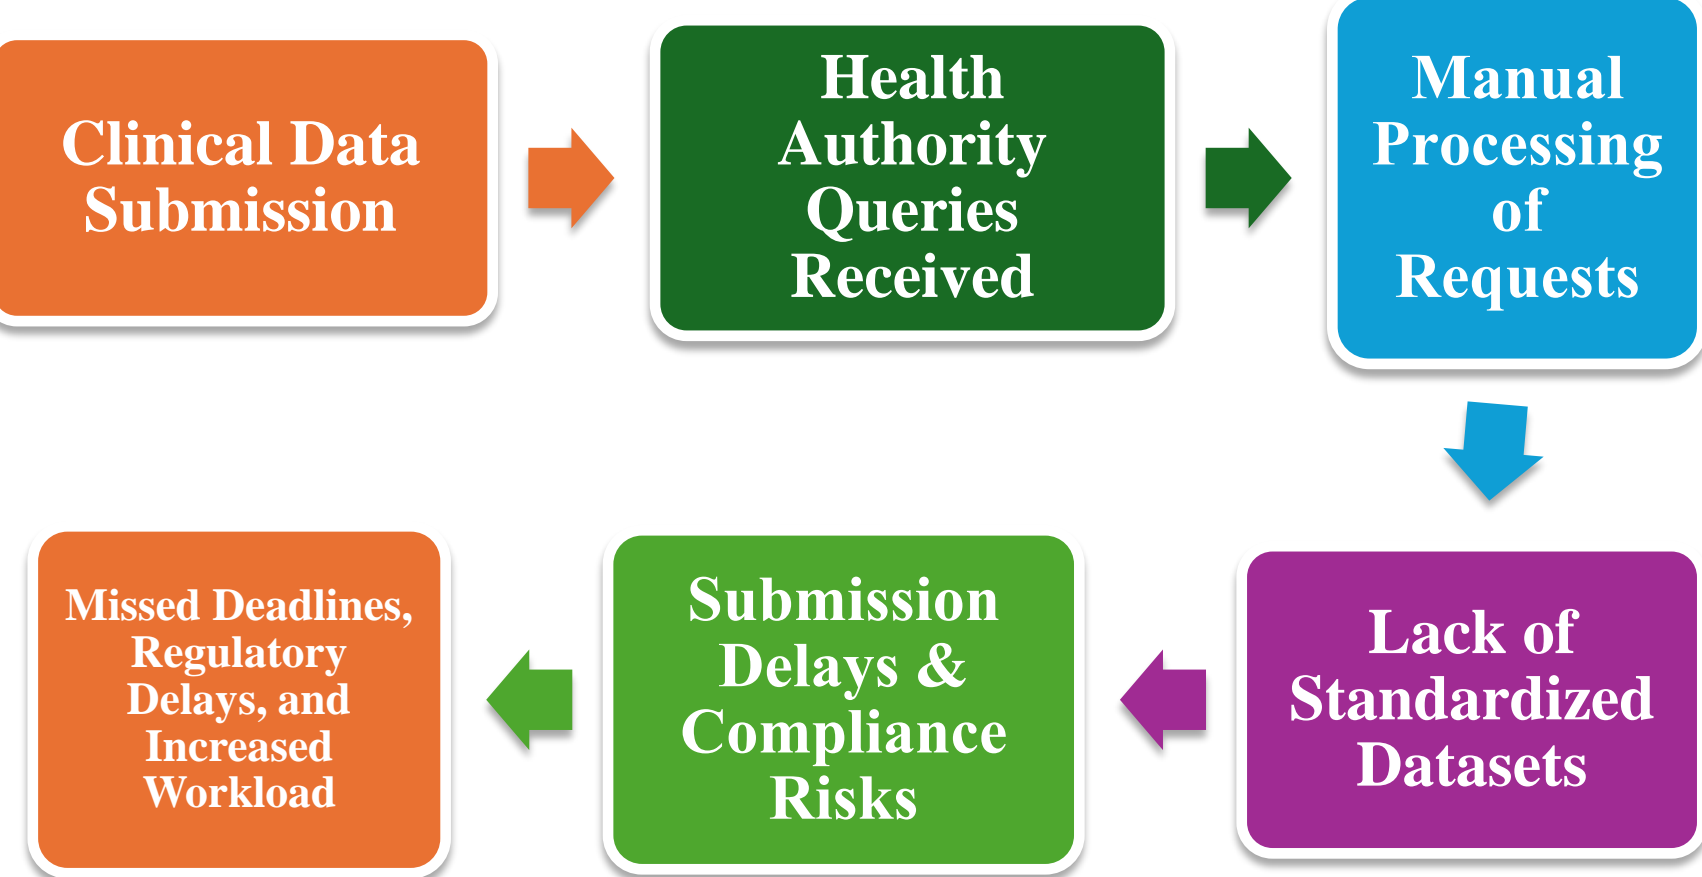 Clinical Data
Submission
Health
Authority
Queries
Received
Manual
Processing
of
Requests
Lack of
Standardized
Datasets
Submission
Delays &
Compliance
Risks
Missed Deadlines,
Regulatory
Delays, and
Increased
Workload